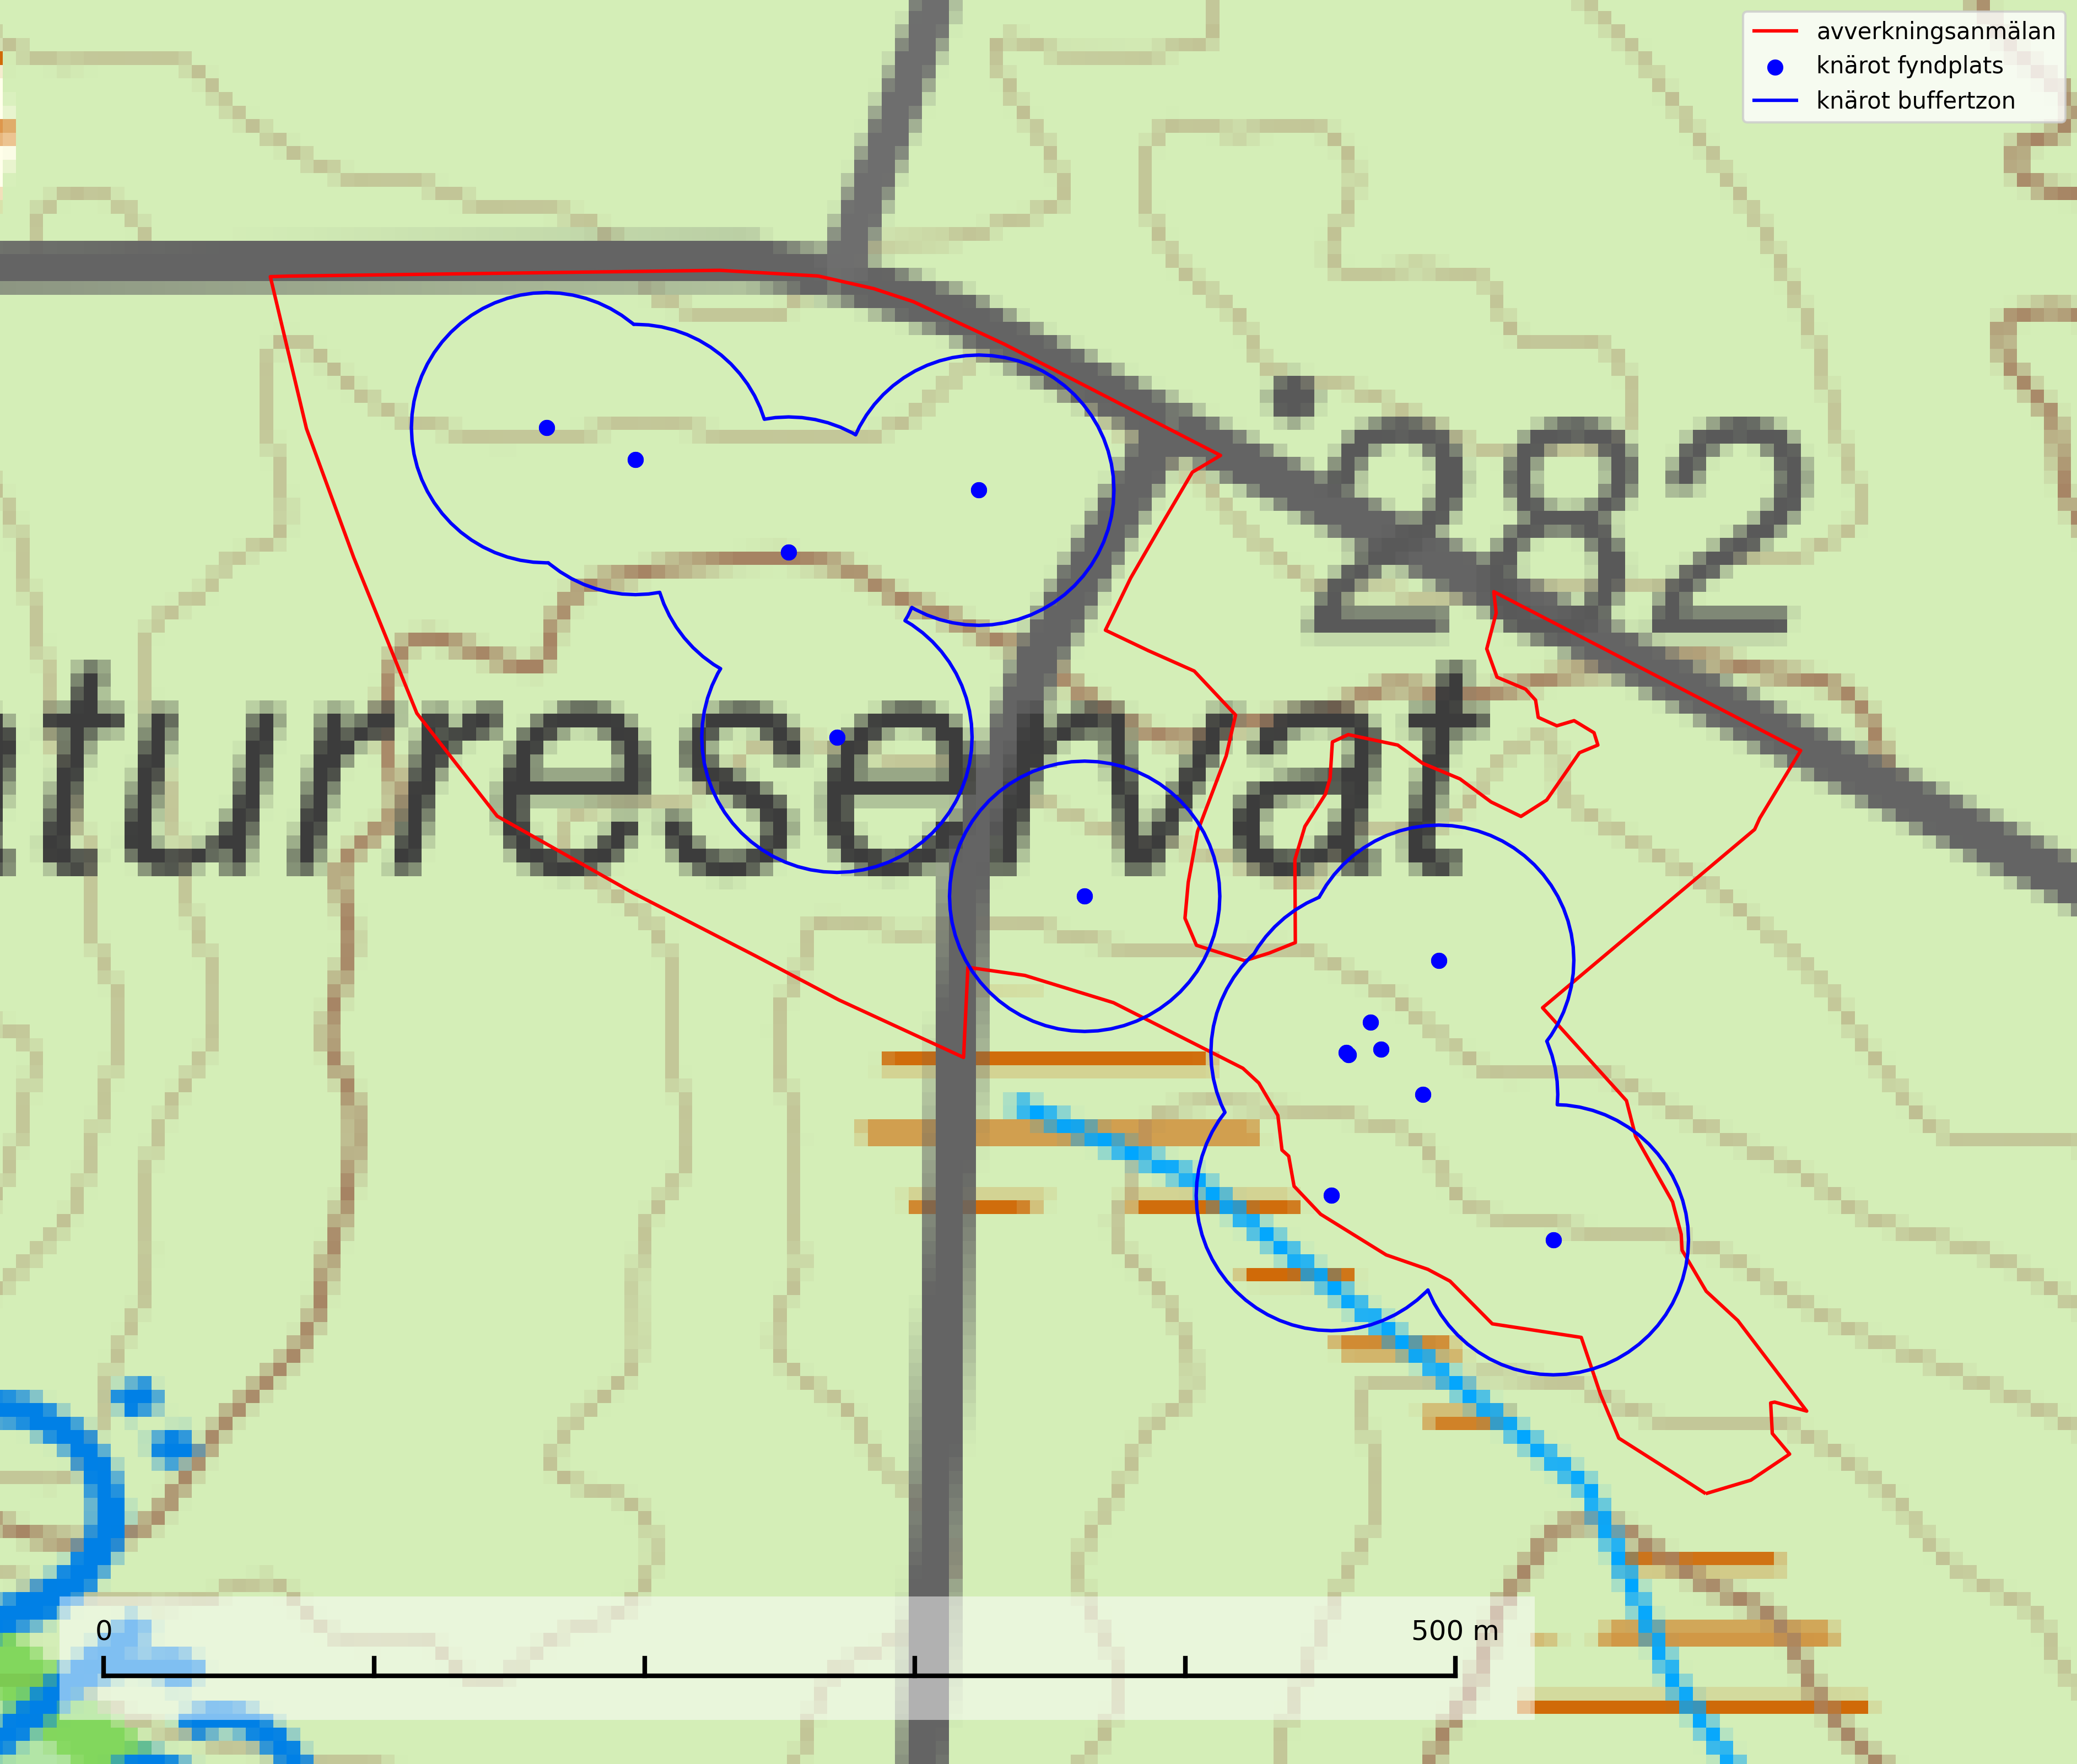 avverkningsanmälan
knärot fyndplats
knärot buffertzon
282
turreservat
0 500 m